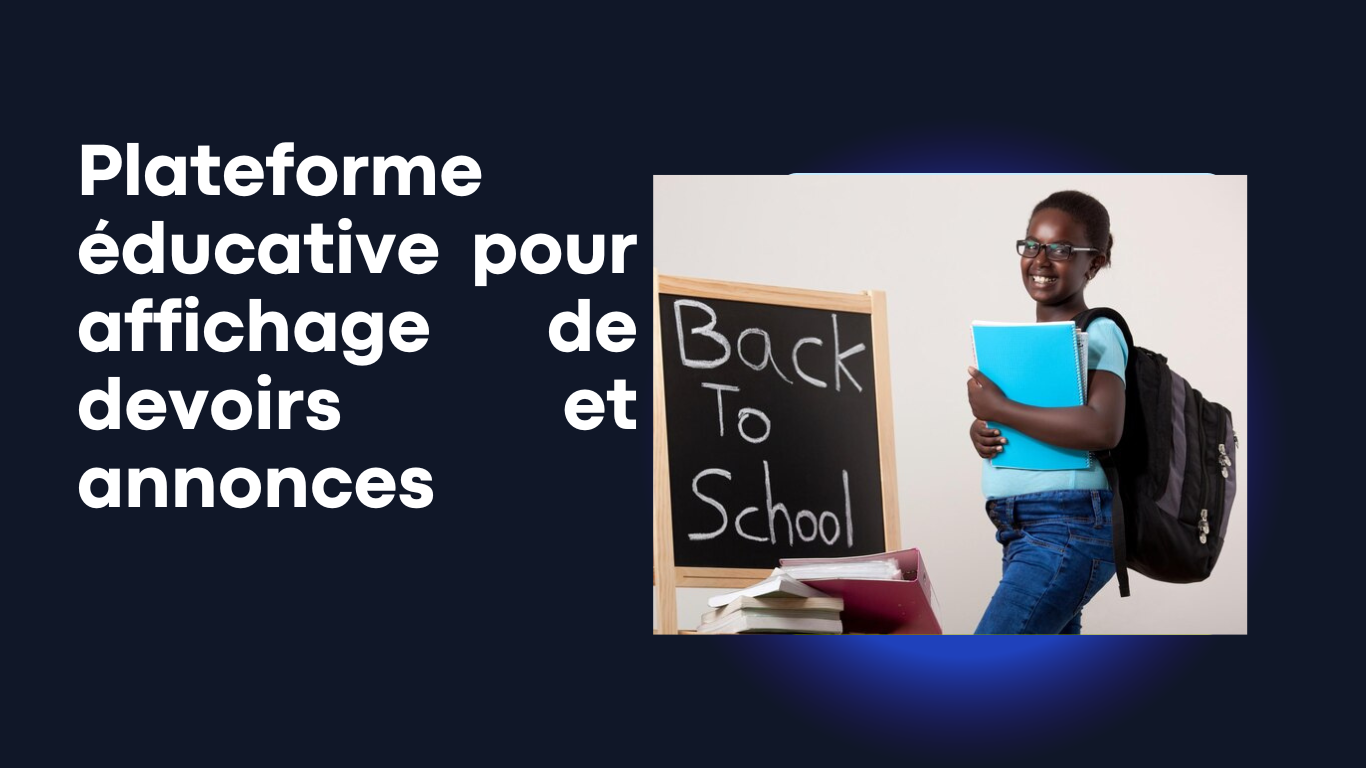 Plateforme
éducative pour
affichage de
devoirs et
annonces
Back
To
School